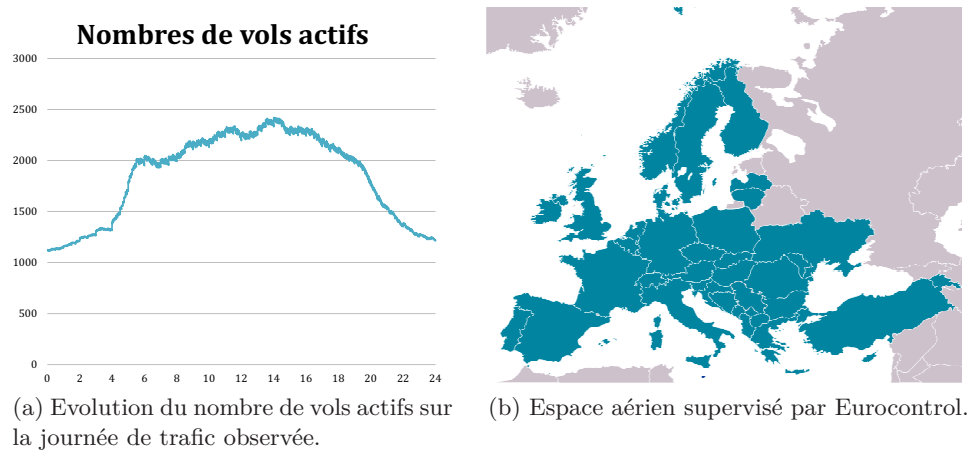 Nombres de vols actifs
3000
2500
2000
1500
1000
500
0
0 2 4 6 8 10 12 14 16 18 20 22 24
(a) Evolution du nombre de vols actifs sur
la journée de trafic observée.
(b) Espace aérien supervisé par Eurocontrol.